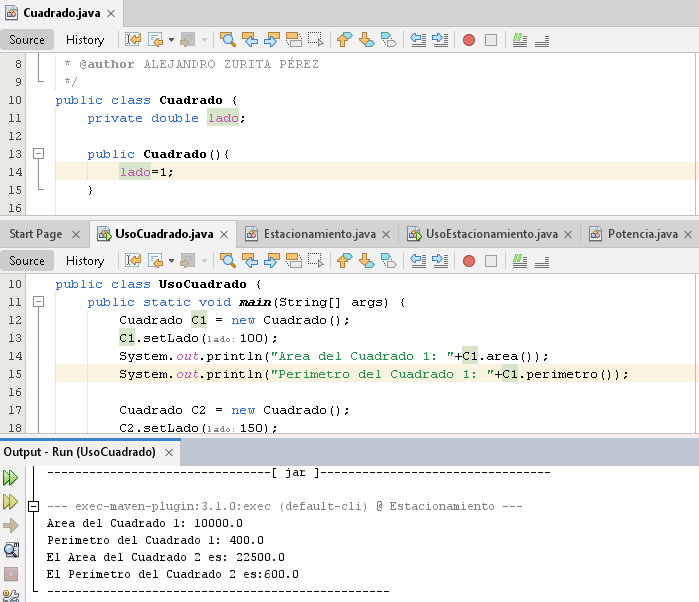 Cuadrado.java
Source History
8 * @author ALEJANDRO ZURITA PÉREZ
9 */
10 public class Cuadrado {
11 private double lado;
12
13 public Cuadrado(){
14 lado=1;
15 }
16
Start Page UsoCuadrado.java Estacionamiento.java UsoEstacionamiento.java Potencia.java
Source History
10 public class UsoCuadrado {
11 public static void main(String[] args) {
12 Cuadrado C1 = new Cuadrado();
13 C1.setLado(lado: 100);
14 System.out.println("Area del Cuadrado 1: "+C1.area());
15 System.out.println("Perimetro del Cuadrado 1: "+C1.perimetro());
16
17 Cuadrado C2 = new Cuadrado();
18 C2.setLado(lado: 150);
Output - Run (UsoCuadrado)
-----------------------------[ jar ]------------------------------
--- exec-maven-plugin:3.1.0:exec (default-cli) @ Estacionamiento ---
Area del Cuadrado 1: 10000.0
Perimetro del Cuadrado 1: 400.0
El Area del Cuadrado 2 es: 22500.0
El Perimetro del Cuadrado 2 es:600.0
---------------------------------------------